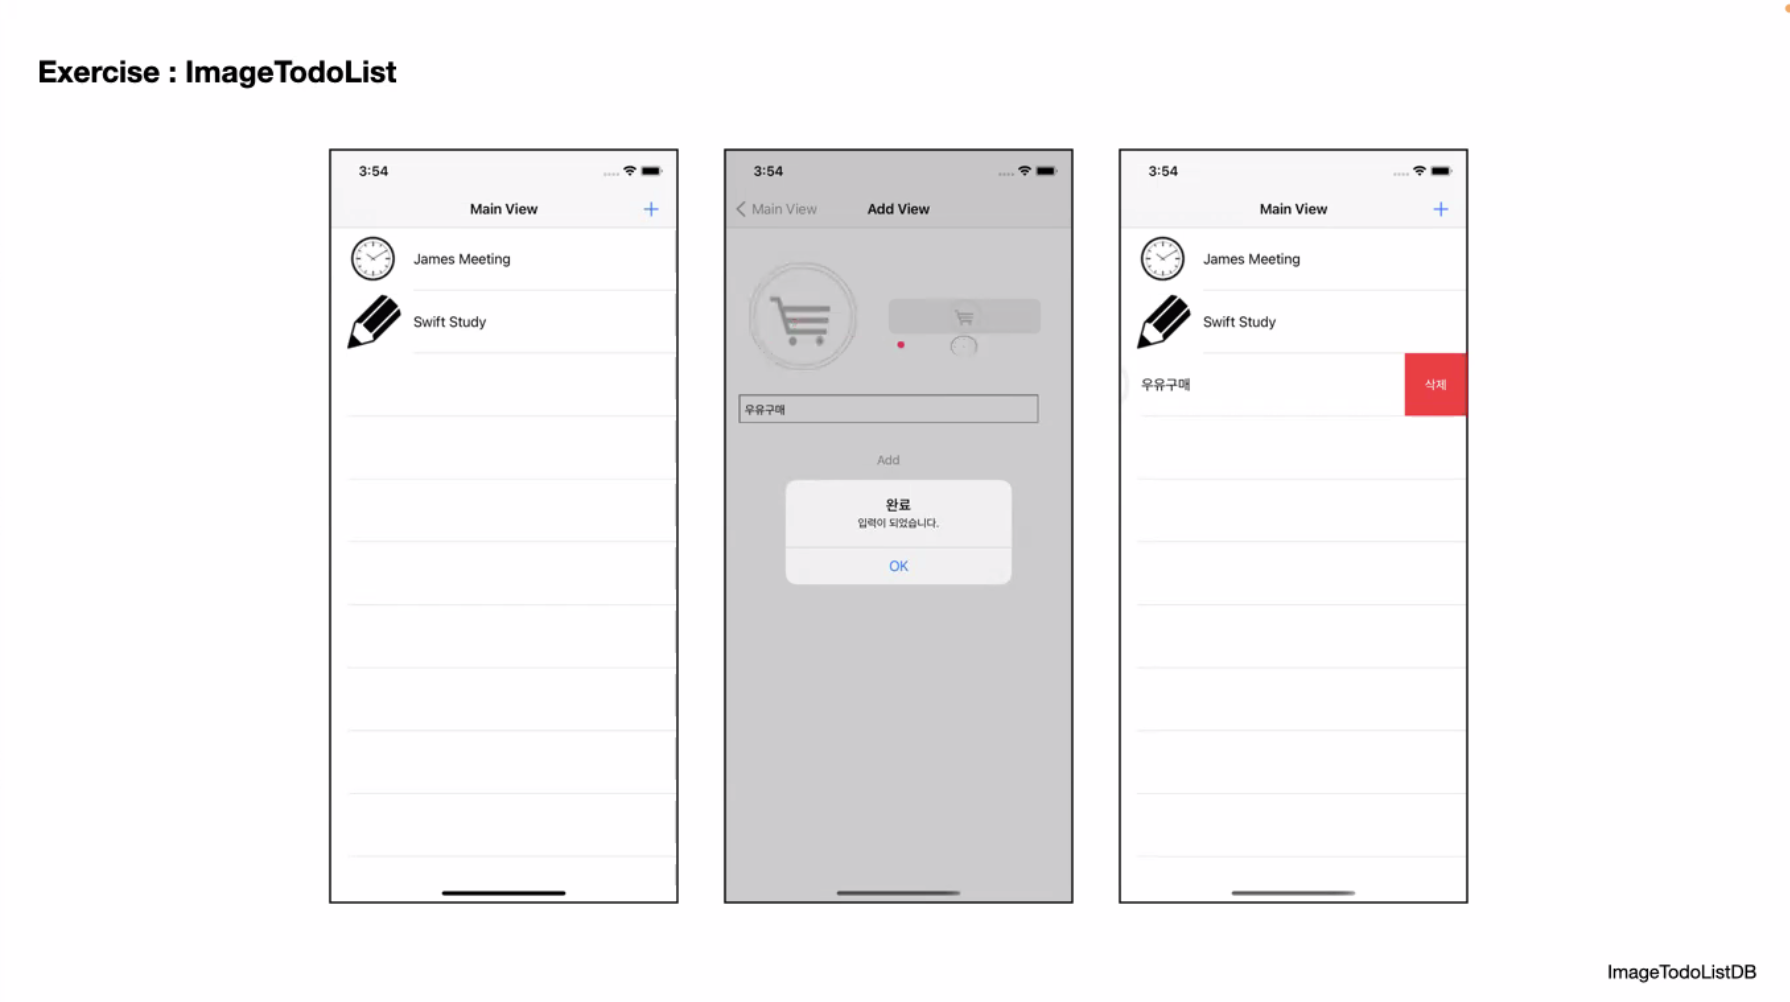 Exercise : ImageTodoList
3:54
Main View
+
James Meeting
Swift Study
3:54
Main View
Add View
우유구매
Add
완료
입력이 되었습니다.
OK
3:54
Main View
+
James Meeting
Swift Study
우유구매
삭제
ImageTodoListDB